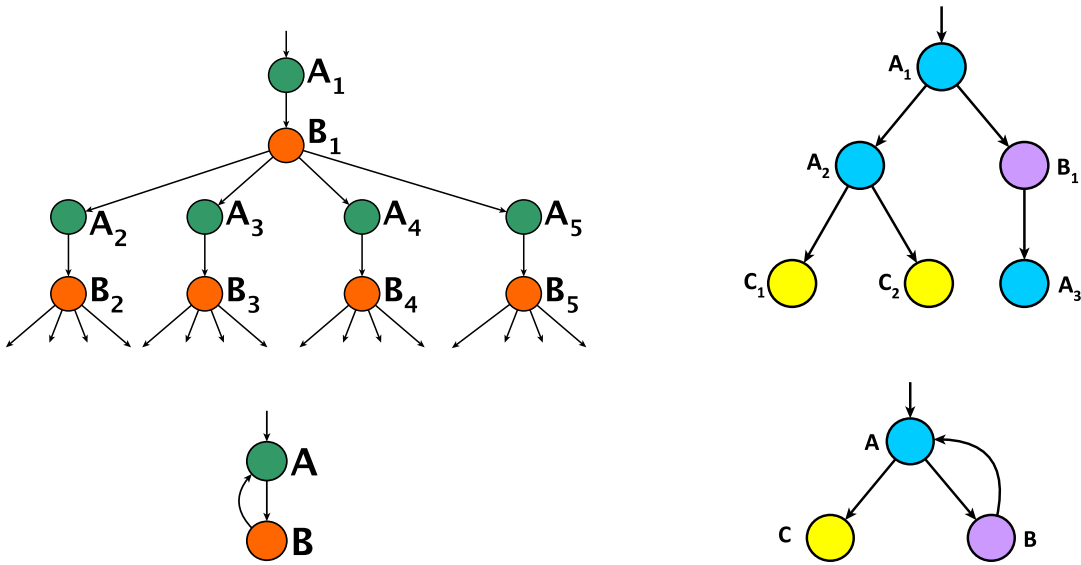 A₁
B₁
A₂
A₃
A₄
A₅
B₂
B₃
B₄
B₅
A
B
A₁
A₂
B₁
C₁
C₂
A₃
A
C
B